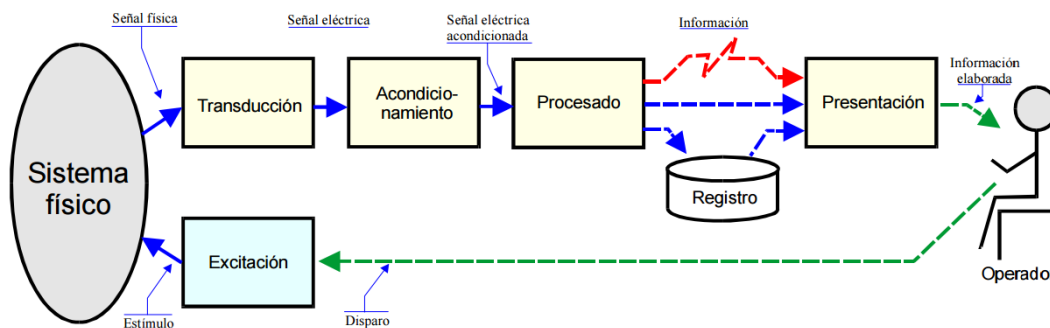 Señal física
Señal eléctrica
Señal eléctrica
acondicionada
Información
Información
elaborada
Transducción
Acondicio-
namiento
Procesado
Presentación
Sistema
físico
Registro
Excitación
Operado
Estímulo
Disparo